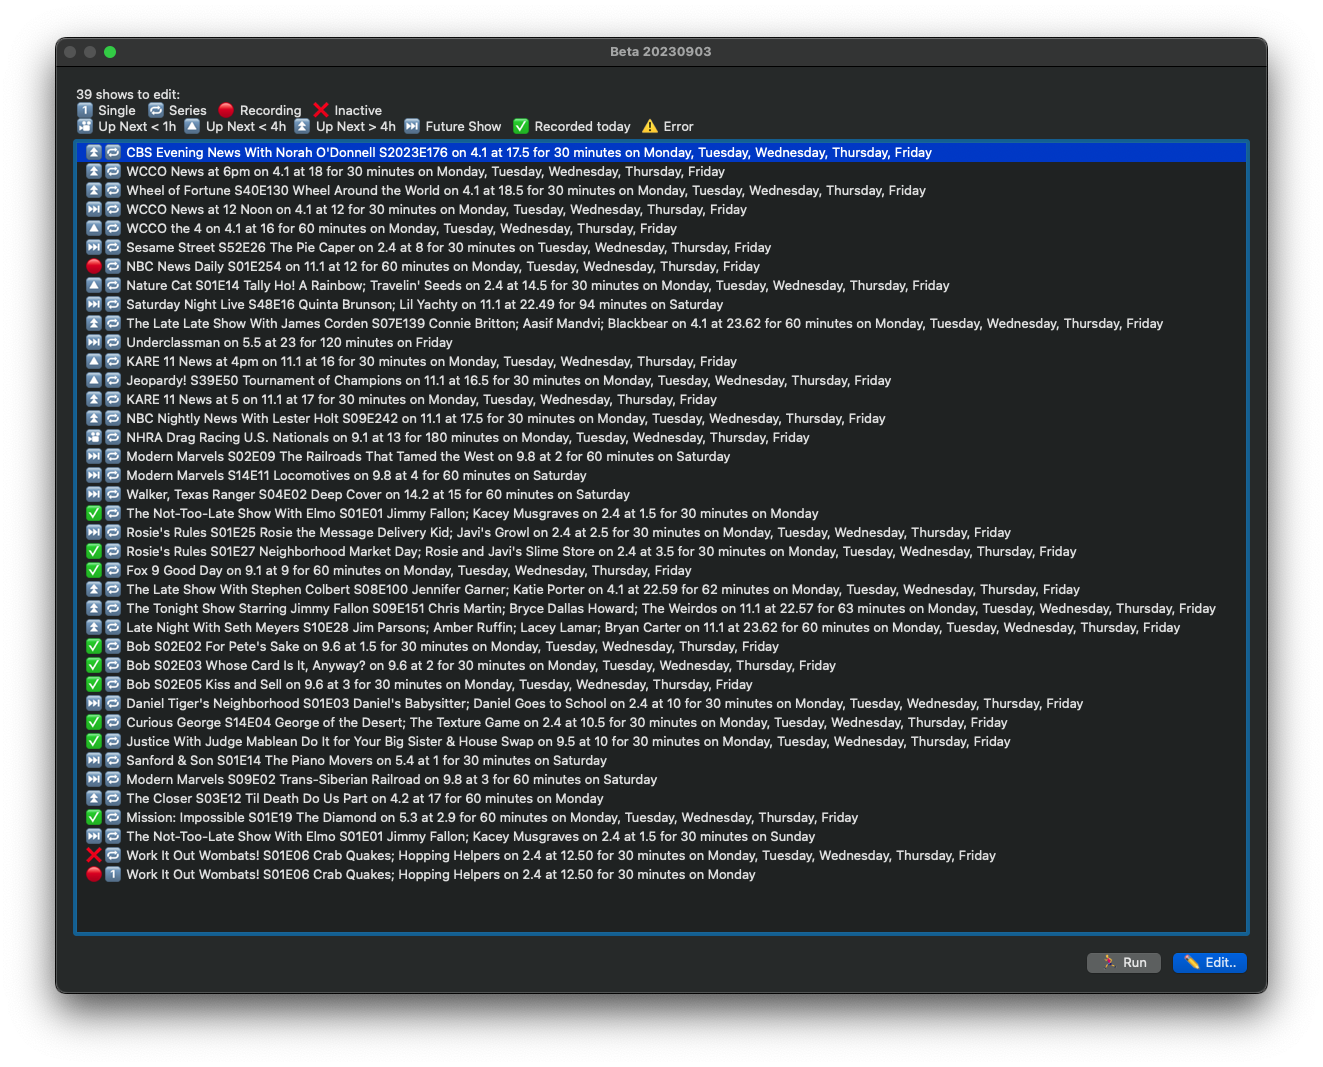 Beta 20230903
39 shows to edit:
1 Single Series Recording Inactive
Up Next < 1h Up Next < 4h Up Next > 4h Future Show Recorded today Error
CBS Evening News With Norah O'Donnell S2023E176 on 4.1 at 17.5 for 30 minutes on Monday, Tuesday, Wednesday, Thursday, Friday
WCCO News at 6pm on 4.1 at 18 for 30 minutes on Monday, Tuesday, Wednesday, Thursday, Friday
Wheel of Fortune S40E130 Wheel Around the World on 4.1 at 18.5 for 30 minutes on Monday, Tuesday, Wednesday, Thursday, Friday
WCCO News at 12 Noon on 4.1 at 12 for 30 minutes on Monday, Tuesday, Wednesday, Thursday, Friday
WCCO the 4 on 4.1 at 16 for 60 minutes on Monday, Tuesday, Wednesday, Thursday, Friday
Sesame Street S52E26 The Pie Caper on 2.4 at 8 for 30 minutes on Tuesday, Wednesday, Thursday, Friday
NBC News Daily S01E254 on 11.1 at 12 for 60 minutes on Monday, Tuesday, Wednesday, Thursday, Friday
Nature Cat S01E14 Tally Ho! A Rainbow; Travelin' Seeds on 2.4 at 14.5 for 30 minutes on Monday, Tuesday, Wednesday, Thursday, Friday
Saturday Night Live S48E16 Quinta Brunson; Lil Yachty on 11.1 at 22.49 for 94 minutes on Saturday
The Late Late Show With James Corden S07E139 Connie Britton; Aasif Mandvi; Blackbear on 4.1 at 23.62 for 60 minutes on Monday, Tuesday, Wednesday, Thursday, Friday
Underclassman on 5.5 at 23 for 120 minutes on Friday
KARE 11 News at 4pm on 11.1 at 16 for 30 minutes on Monday, Tuesday, Wednesday, Thursday, Friday
Jeopardy! S39E50 Tournament of Champions on 11.1 at 16.5 for 30 minutes on Monday, Tuesday, Wednesday, Thursday, Friday
KARE 11 News at 5 on 11.1 at 17 for 30 minutes on Monday, Tuesday, Wednesday, Thursday, Friday
NBC Nightly News With Lester Holt S09E242 on 11.1 at 17.5 for 30 minutes on Monday, Tuesday, Wednesday, Thursday, Friday
NHRA Drag Racing U.S. Nationals on 9.1 at 13 for 180 minutes on Monday, Tuesday, Wednesday, Thursday, Friday
Modern Marvels S02E09 The Railroads That Tamed the West on 9.8 at 2 for 60 minutes on Saturday
Modern Marvels S14E11 Locomotives on 9.8 at 4 for 60 minutes on Saturday
Walker, Texas Ranger S04E02 Deep Cover on 14.2 at 15 for 60 minutes on Saturday
The Not-Too-Late Show With Elmo S01E01 Jimmy Fallon; Kacey Musgraves on 2.4 at 1.5 for 30 minutes on Monday
Rosie's Rules S01E25 Rosie the Message Delivery Kid; Javi's Growl on 2.4 at 2.5 for 30 minutes on Monday, Tuesday, Wednesday, Thursday, Friday
Rosie's Rules S01E27 Neighborhood Market Day; Rosie and Javi's Slime Store on 2.4 at 3.5 for 30 minutes on Monday, Tuesday, Wednesday, Thursday, Friday
Fox 9 Good Day on 9.1 at 9 for 60 minutes on Monday, Tuesday, Wednesday, Thursday, Friday
The Late Show With Stephen Colbert S08E100 Jennifer Garner; Katie Porter on 4.1 at 22.59 for 62 minutes on Monday, Tuesday, Wednesday, Thursday, Friday
The Tonight Show Starring Jimmy Fallon S09E151 Chris Martin; Bryce Dallas Howard; The Weirdos on 11.1 at 22.57 for 63 minutes on Monday, Tuesday, Wednesday, Thursday, Friday
Late Night With Seth Meyers S10E28 Jim Parsons; Amber Ruffin; Lacey Lamar; Bryan Carter on 11.1 at 23.62 for 60 minutes on Monday, Tuesday, Wednesday, Thursday, Friday
Bob S02E02 For Pete's Sake on 9.6 at 1.5 for 30 minutes on Monday, Tuesday, Wednesday, Thursday, Friday
Bob S02E03 Whose Card Is It, Anyway? on 9.6 at 2 for 30 minutes on Monday, Tuesday, Wednesday, Thursday, Friday
Bob S02E05 Kiss and Sell on 9.6 at 3 for 30 minutes on Monday, Tuesday, Wednesday, Thursday, Friday
Daniel Tiger's Neighborhood S01E03 Daniel's Babysitter; Daniel Goes to School on 2.4 at 10 for 30 minutes on Monday, Tuesday, Wednesday, Thursday, Friday
Curious George S14E04 George of the Desert; The Texture Game on 2.4 at 10.5 for 30 minutes on Monday, Tuesday, Wednesday, Thursday, Friday
Justice With Judge Mablean Do It for Your Big Sister & House Swap on 9.5 at 10 for 30 minutes on Monday, Tuesday, Wednesday, Thursday, Friday
Sanford & Son S01E14 The Piano Movers on 5.4 at 1 for 30 minutes on Saturday
Modern Marvels S09E02 Trans-Siberian Railroad on 9.8 at 3 for 60 minutes on Saturday
The Closer S03E12 Til Death Do Us Part on 4.2 at 17 for 60 minutes on Monday
Mission: Impossible S01E19 The Diamond on 5.3 at 2.9 for 60 minutes on Monday, Tuesday, Wednesday, Thursday, Friday
The Not-Too-Late Show With Elmo S01E01 Jimmy Fallon; Kacey Musgraves on 2.4 at 1.5 for 30 minutes on Sunday
Work It Out Wombats! S01E06 Crab Quakes; Hopping Helpers on 2.4 at 12.50 for 30 minutes on Monday, Tuesday, Wednesday, Thursday, Friday
1 Work It Out Wombats! S01E06 Crab Quakes; Hopping Helpers on 2.4 at 12.50 for 30 minutes on Monday
Run Edit..